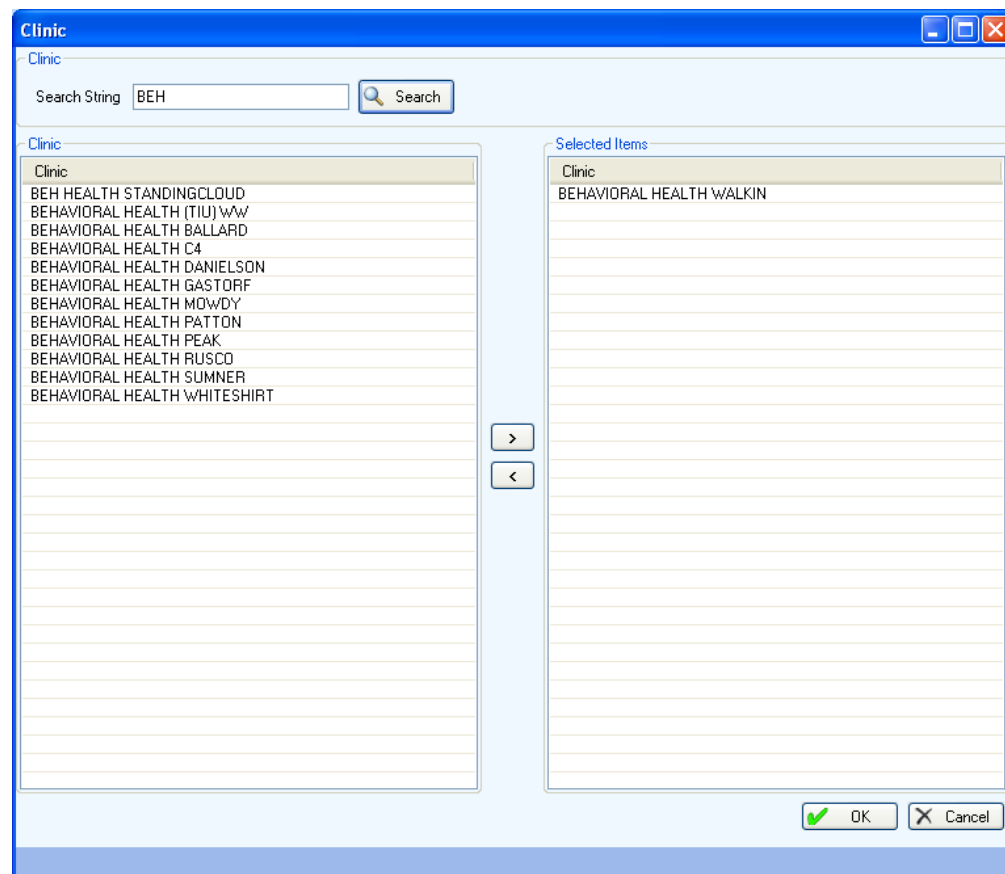 Clinic
Clinic
Search String BEH Search
Clinic
Clinic
BEH HEALTH STANDINGCLOUD
BEHAVIORAL HEALTH (TIU) WW
BEHAVIORAL HEALTH BALLARD
BEHAVIORAL HEALTH C4
BEHAVIORAL HEALTH DANIELSON
BEHAVIORAL HEALTH GASTORF
BEHAVIORAL HEALTH MOWDY
BEHAVIORAL HEALTH PATTON
BEHAVIORAL HEALTH PEAK
BEHAVIORAL HEALTH RUSCO
BEHAVIORAL HEALTH SUMNER
BEHAVIORAL HEALTH WHITESHIRT
>
<
Selected Items
Clinic
BEHAVIORAL HEALTH WALKIN
OK Cancel